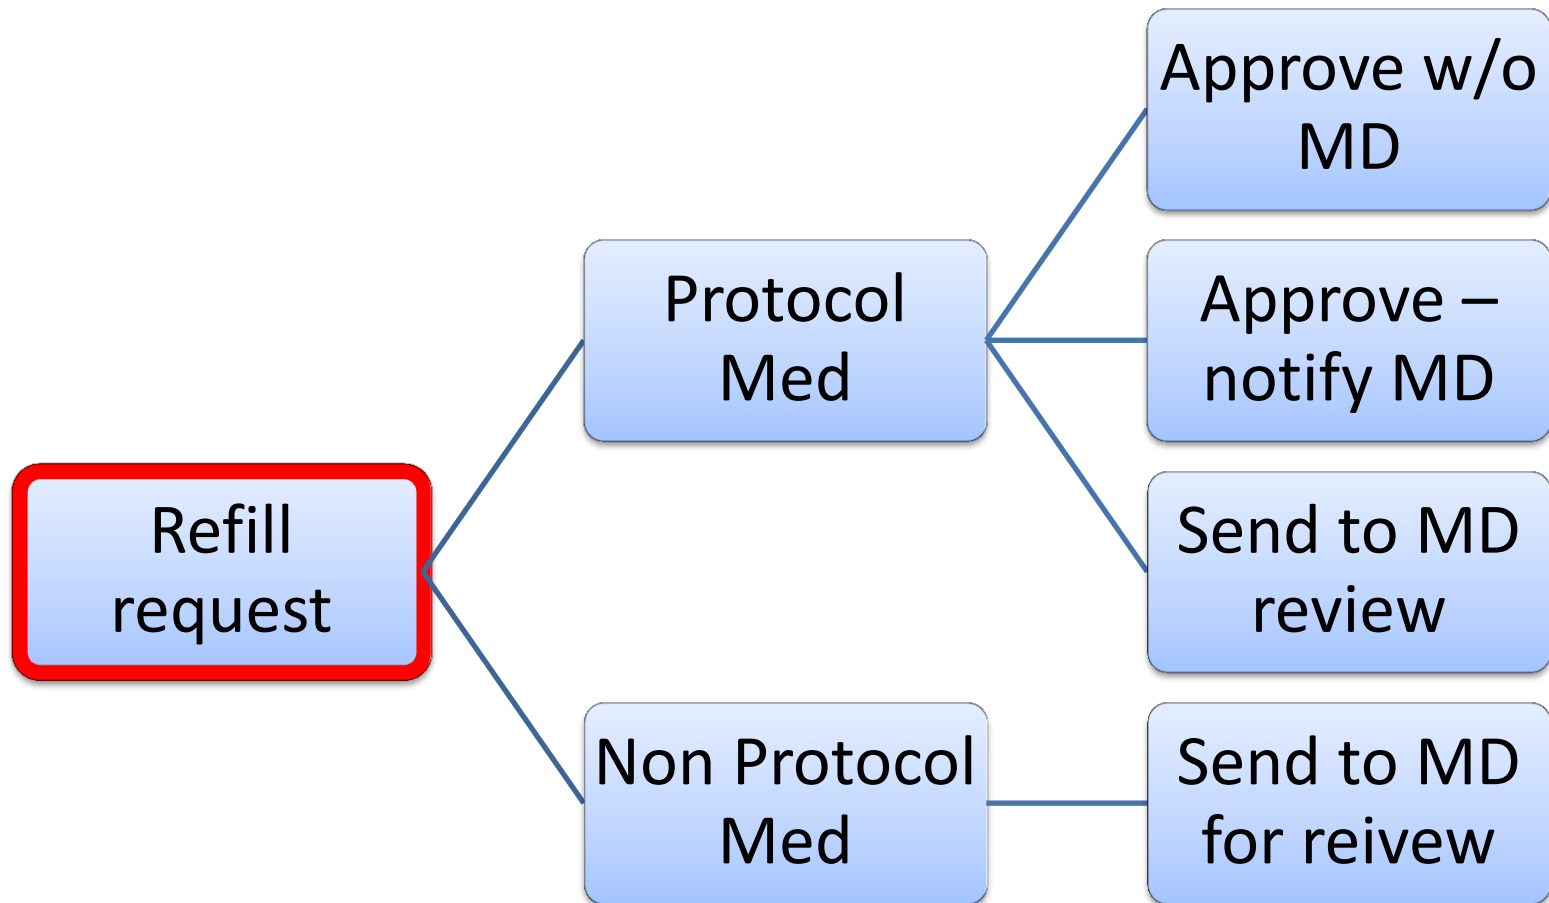 Approve w/o
MD
Protocol
Med
Approve –
notify MD
Refill
request
Send to MD
review
Non Protocol
Med
Send to MD
for reivew